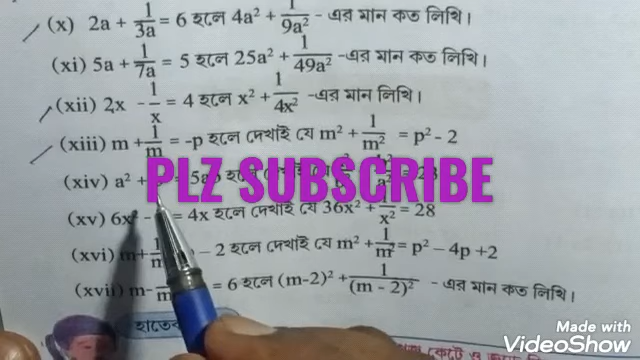 (x) 2a + 1/3a = 6 হলে 4a² + 1/9a² - এর মান কত লিখি।
(xi) 5a + 1/7a = 5 হলে 25a² + 1/49a² -এর মান কত লিখি।
(xii) 2x - 1/x = 4 হলে x² + 1/4x² -এর মান লিখি।
(xiii) m + 1/m = -p হলে দেখাই যে m² + 1/m² = p² - 2
(xiv) a² + = 5ab
PLZ SUBSCRIBE
(xv) 6x² - = 4x হলে দেখাই যে 36x² + 1/x² = 28
(xvi) m+ 1/m - 2 হলে দেখাই যে m² + 1/m² = p² – 4p +2
(xvii) m- 1/m = 6 হলে (m-2)² + 1/(m - 2)² - এর মান কত লিখি।
Made with
VideoShow